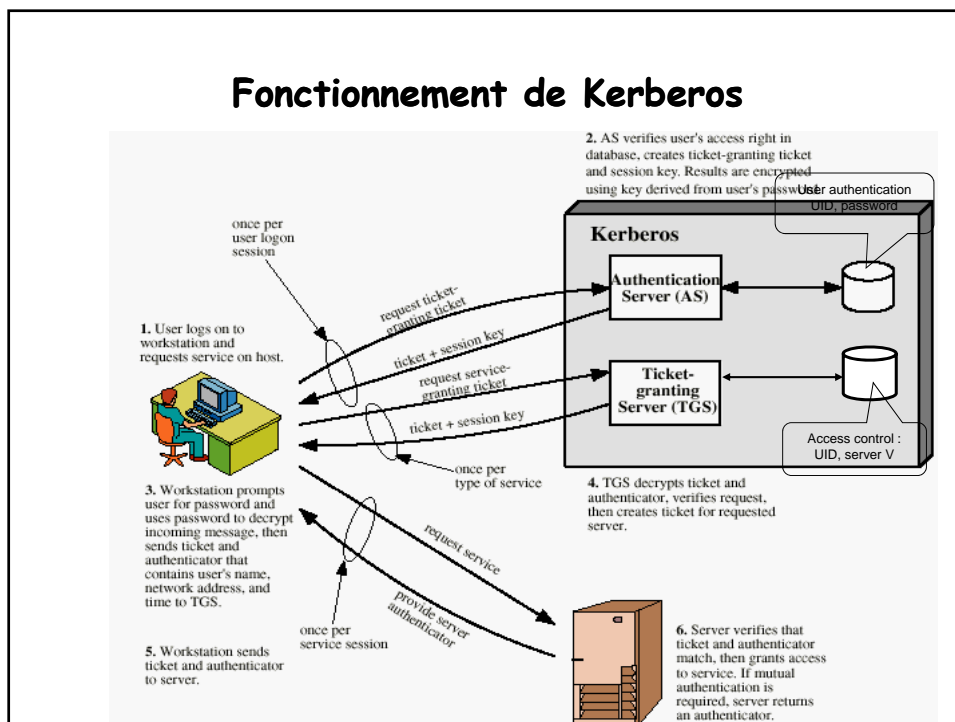 Fonctionnement de Kerberos
2. AS verifies user's access right in
database, creates ticket-granting ticket
and session key. Results are encrypted
using key derived from user's password.
User authentication
UID, password
once per
user logon
session
Kerberos
Authentication
Server (AS)
request ticket-
granting ticket
1. User logs on to
workstation and
requests service on host.
ticket + session key
request service-
granting ticket
Ticket-
granting
Server (TGS)
ticket + session key
Access control :
UID, server V
once per
type of service
3. Workstation prompts
user for password and
uses password to decrypt
incoming message, then
sends ticket and
authenticator that
contains user's name,
network address, and
time to TGS.
4. TGS decrypts ticket and
authenticator, verifies request,
then creates ticket for requested
server.
request service
provide server
authenticator
once per
service session
5. Workstation sends
ticket and authenticator
to server.
6. Server verifies that
ticket and authenticator
match, then grants access
to service. If mutual
authentication is
required, server returns
an authenticator.